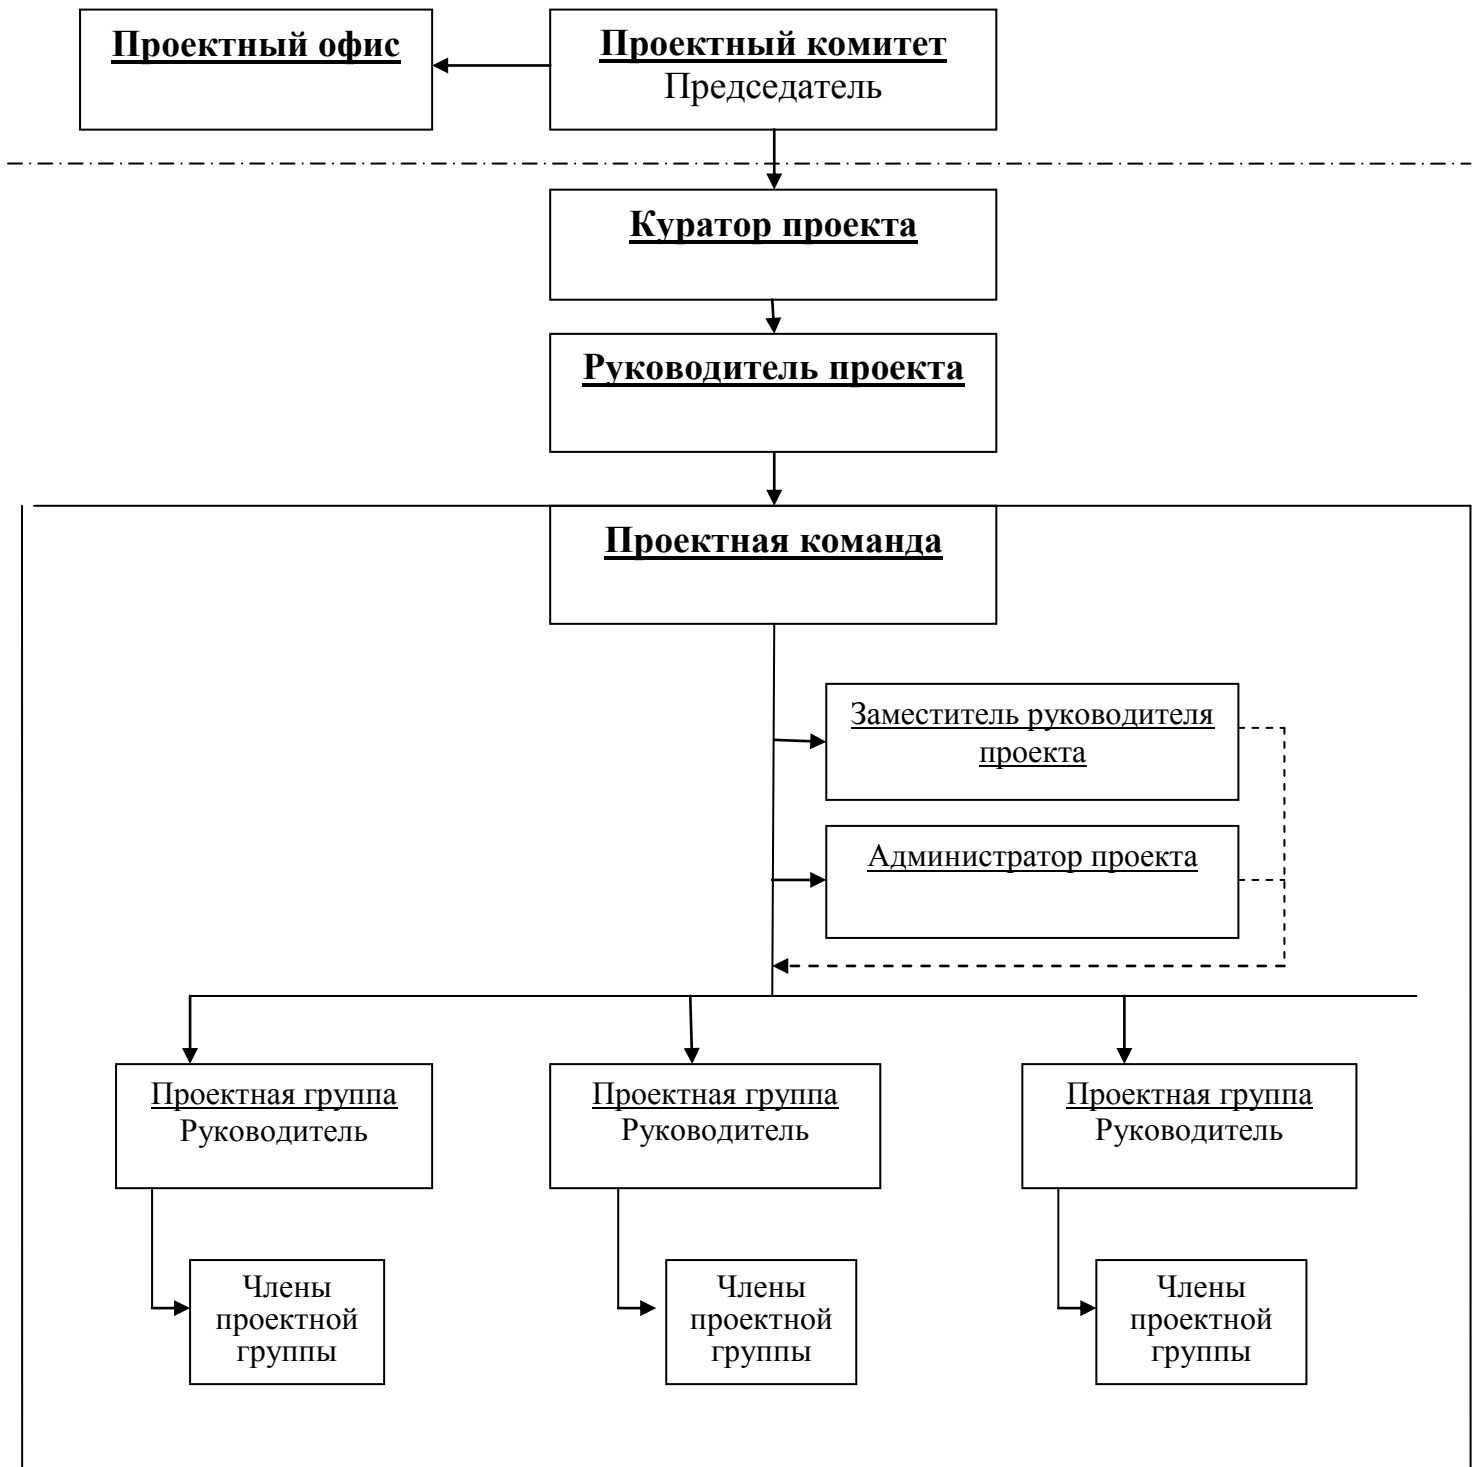 Проектный офис
Проектный комитет
Председатель
Куратор проекта
Руководитель проекта
Проектная команда
Заместитель руководителя
проекта
Администратор проекта
Проектная группа
Руководитель
Проектная группа
Руководитель
Проектная группа
Руководитель
Члены
проектной
группы
Члены
проектной
группы
Члены
проектной
группы